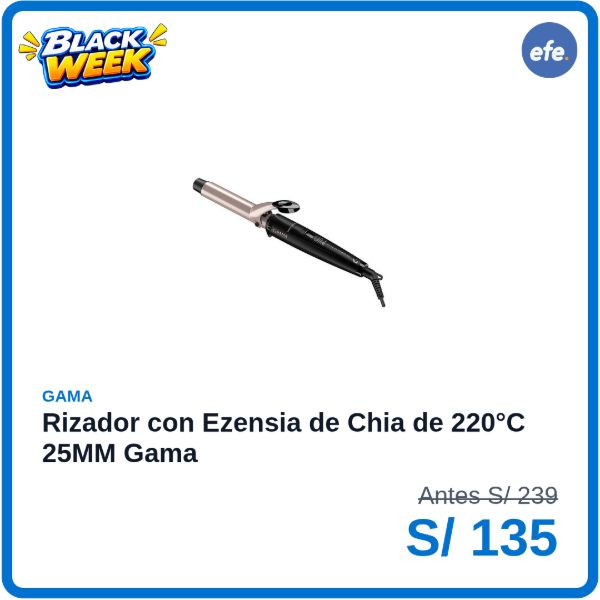 BLACK
WEEK
efe.
GAMA
Rizador con Ezensia de Chia de 220°C
25MM Gama
Antes S/ 239
S/ 135